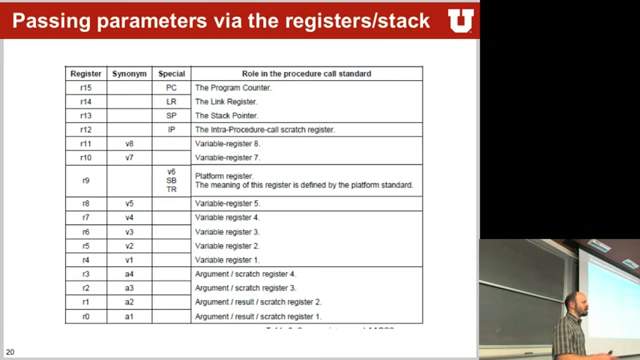 Passing parameters via the registers/stack
U
Register Synonym Special Role in the procedure call standard
r15 PC The Program Counter.
r14 LR The Link Register.
r13 SP The Stack Pointer.
r12 IP The Intra-Procedure-call scratch register.
r11 v8 Variable-register 8.
r10 v7 Variable-register 7.
r9 v6 SB TR Platform register.
The meaning of this register is defined by the platform standard.
r8 v5 Variable-register 5.
r7 v4 Variable register 4.
r6 v3 Variable register 3.
r5 v2 Variable register 2.
r4 v1 Variable register 1.
r3 a4 Argument / scratch register 4.
r2 a3 Argument / scratch register 3.
r1 a2 Argument / result / scratch register 2.
r0 a1 Argument / result / scratch register 1.
20